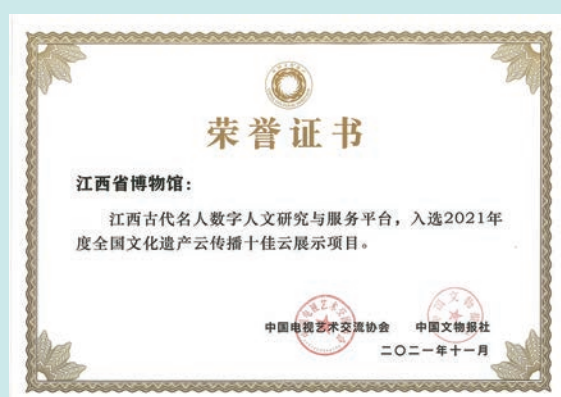 荣誉证书
江西省博物馆：
江西古代名人数字人文研究与服务平台，入选2021年
度全国文化遗产云传播十佳云展示项目。
中国电视艺术交流协会 中国文物报社
二〇二一年十一月